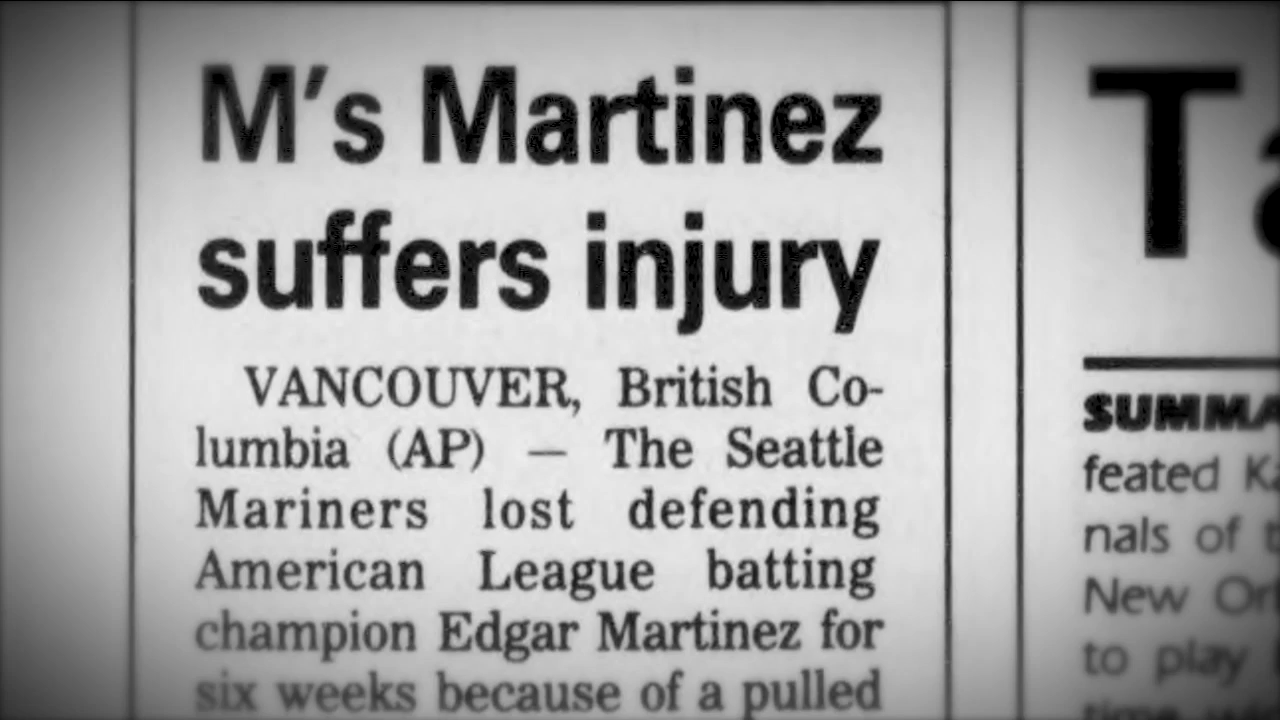 M's Martinez
suffers injury
VANCOUVER, British Co-
lumbia (AP) — The Seattle
Mariners lost defending
American League batting
champion Edgar Martinez for
six weeks because of a pulled
T
SUMMA
feated
nals of
New
to play